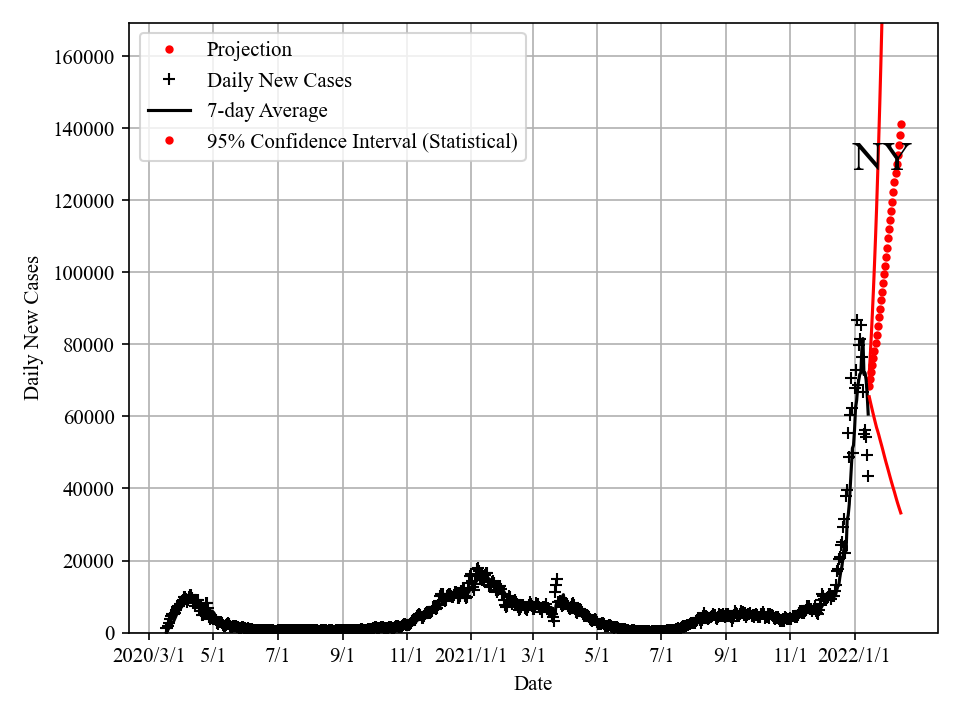 Projection
Daily New Cases
7-day Average
95% Confidence Interval (Statistical)
NY
160000
140000
120000
100000
80000
60000
40000
20000
0
Daily New Cases
2020/3/1 5/1 7/1 9/1 11/1 2021/1/1 3/1 5/1 7/1 9/1 11/1 2022/1/1
Date